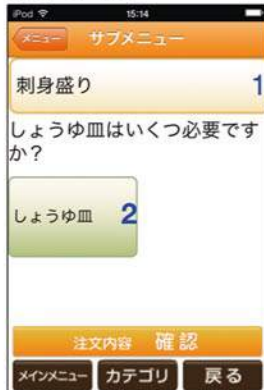 iPod 15:14
メニュー サブメニュー
刺身盛り 1
しょうゆ皿はいくつ必要です
か?
しょうゆ皿 2
注文内容 確認
メインメニュー カテゴリ 戻る